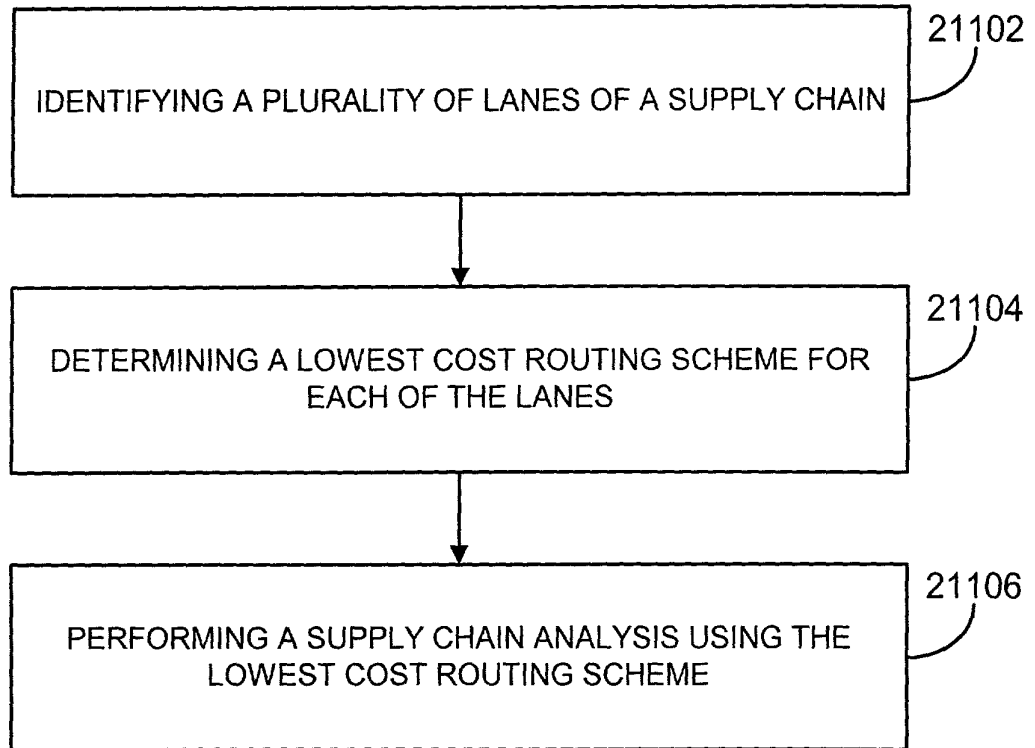 21102
IDENTIFYING A PLURALITY OF LANES OF A SUPPLY CHAIN
21104
DETERMINING A LOWEST COST ROUTING SCHEME FOR
EACH OF THE LANES
21106
PERFORMING A SUPPLY CHAIN ANALYSIS USING THE
LOWEST COST ROUTING SCHEME